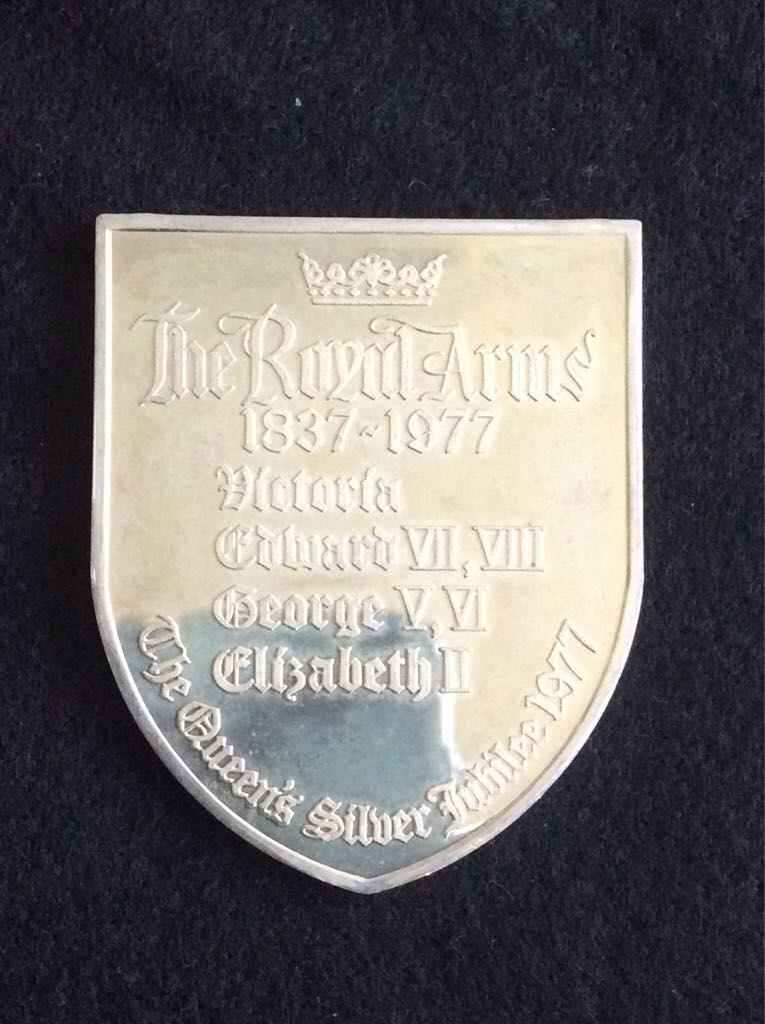 The Royal Arms
1837~1977
Victoria
Edward VII, VIII
George V, VI
Elizabeth II
The Queen's Silver Jubilee 1977